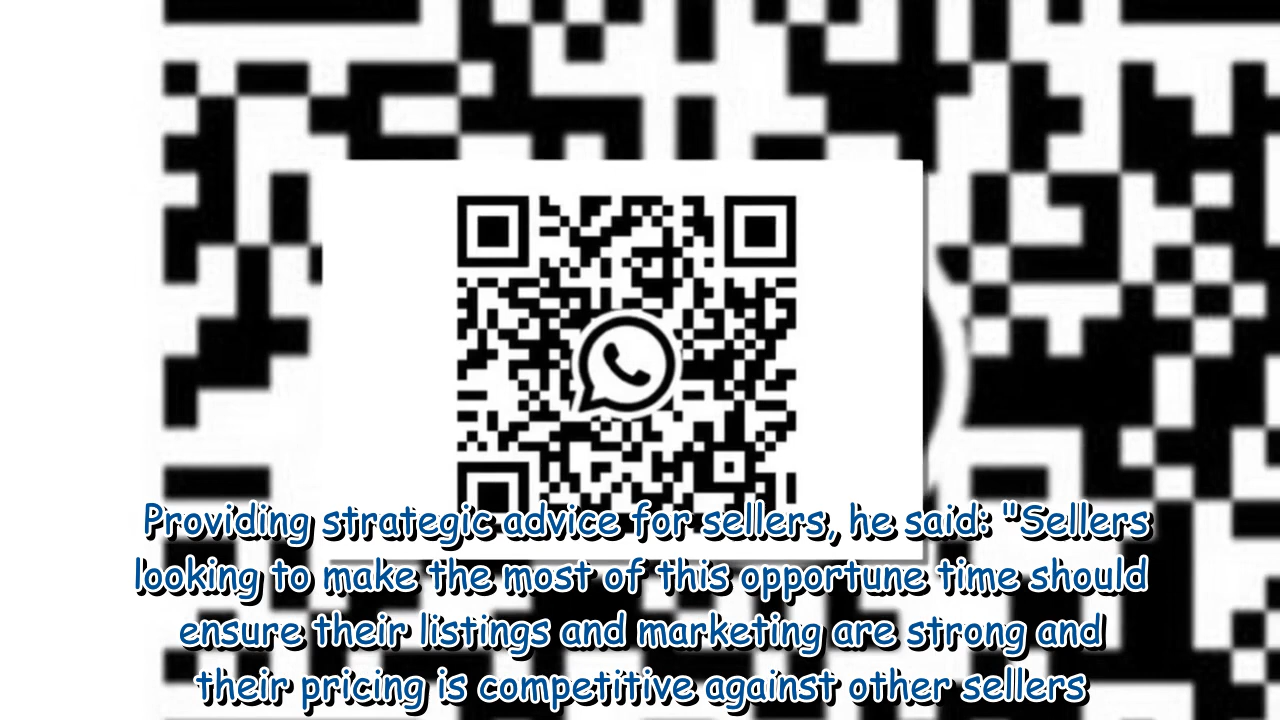 Providing strategic advice for sellers, he said: "Sellers
looking to make the most of this opportune time should
ensure their listings and marketing are strong and
their pricing is competitive against other sellers